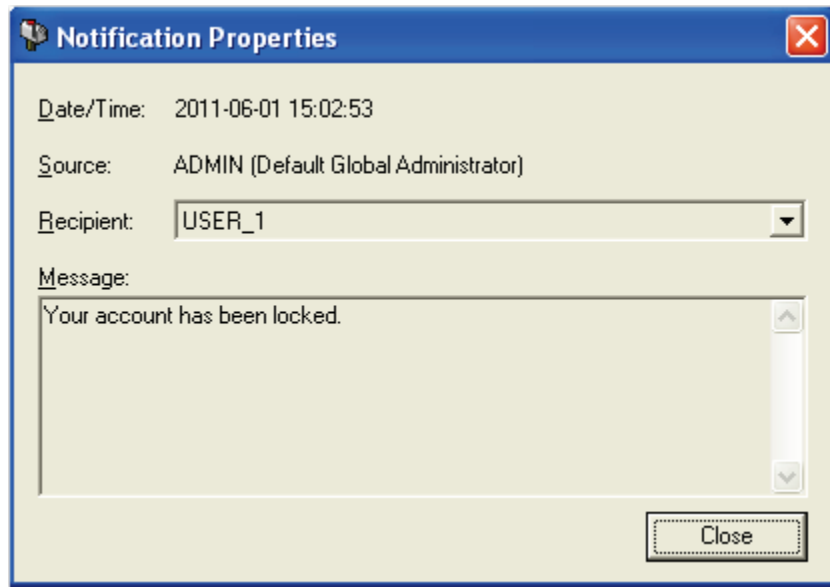 Notification Properties
Date/Time: 2011-06-01 15:02:53
Source: ADMIN (Default Global Administrator)
Recipient: USER_1
Message:
Your account has been locked.
Close